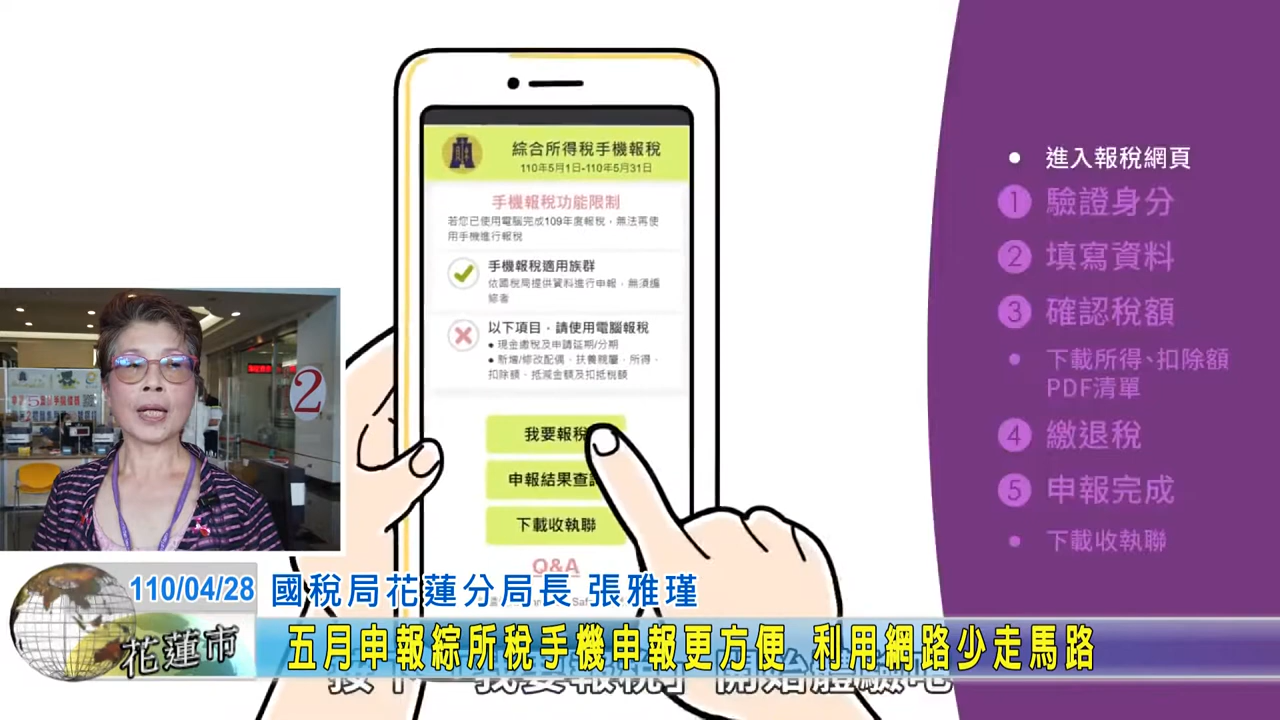 綜合所得稅手機報稅
110年5月1日-110年5月31日
手機報稅功能限制
若您已使用電腦完成109年度報稅，無法再使
用手機進行報稅
手機報稅適用族群
依國稅局提供資料進行申報，無須編
修者
以下項目，請使用電腦報稅
● 現金繳稅及申請延期/分期
● 新增/修改配偶、扶養親屬、所得、
扣除額、抵減金額及扣抵稅額
我要報稅
申報結果查詢
下載收執聯
Q&A
• 進入報稅網頁
1 驗證身分
2 填寫資料
3 確認稅額
• 下載所得、扣除額
PDF清單
4 繳退稅
5 申報完成
• 下載收執聯
2
110/04/28 國稅局花蓮分局長 張雅瑾
花蓮市
五月申報綜所稅手機申報更方便 利用網路少走馬路
按下「我要報稅」開始體驗吧